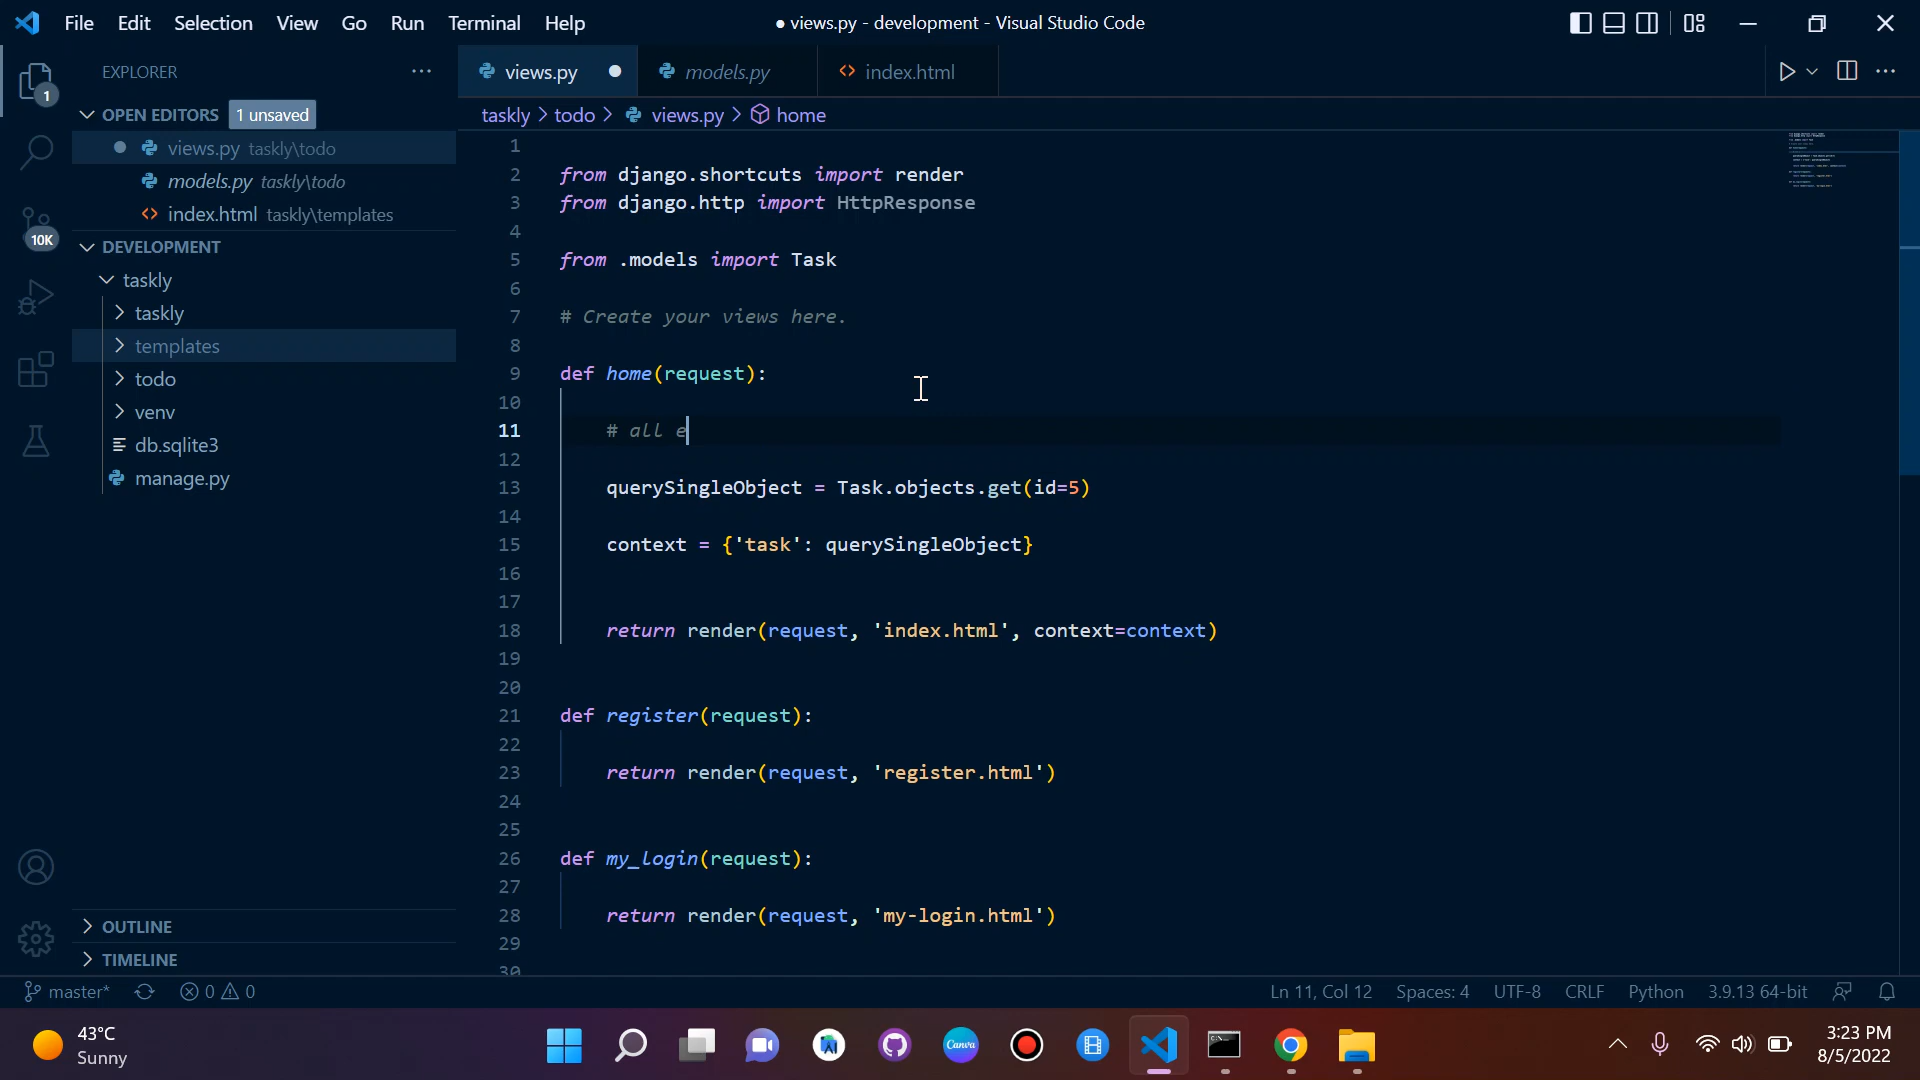 File Edit Selection View Go Run Terminal Help ● views.py - development - Visual Studio Code
EXPLORER
views.py models.py index.html
OPEN EDITORS 1 unsaved
taskly > todo > views.py > home
views.py taskly\todo
models.py taskly\todo
index.html taskly\templates
DEVELOPMENT
taskly
taskly
templates
todo
venv
db.sqlite3
manage.py
OUTLINE
TIMELINE
1
10K
1
2 from django.shortcuts import render
3 from django.http import HttpResponse
4
5 from .models import Task
6
7 # Create your views here.
8
9 def home(request):
10
11 # all e
12
13 querySingleObject = Task.objects.get(id=5)
14
15 context = {'task': querySingleObject}
16
17
18 return render(request, 'index.html', context=context)
19
20
21 def register(request):
22
23 return render(request, 'register.html')
24
25
26 def my_login(request):
27
28 return render(request, 'my-login.html')
29
30
master* 0 0 Ln 11, Col 12 Spaces: 4 UTF-8 CRLF Python 3.9.13 64-bit
43°C
Sunny
Canva
3:23 PM
8/5/2022